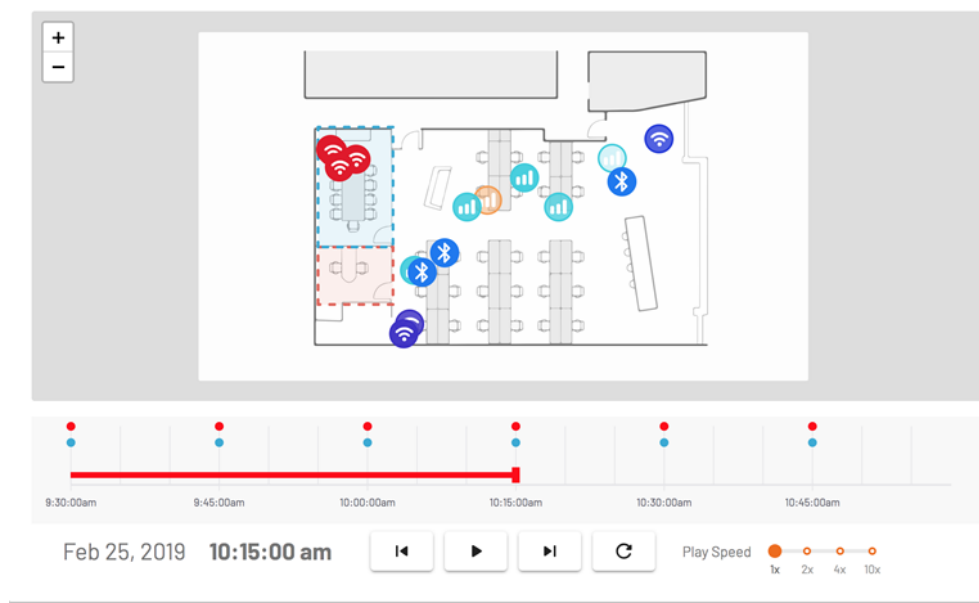 +
−
9:30:00am 9:45:00am 10:00:00am 10:15:00am 10:30:00am 10:45:00am
Feb 25, 2019 10:15:00 am Play Speed
1x 2x 4x 10x